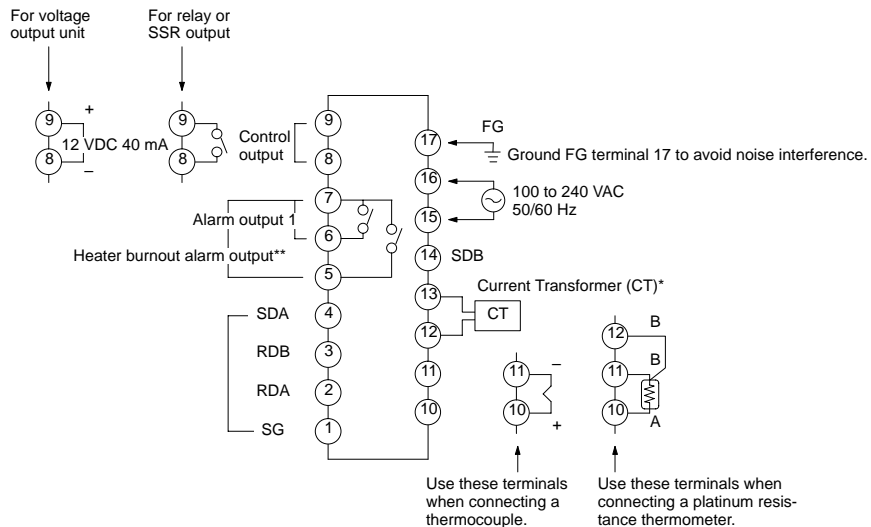 For voltage
output unit
For relay or
SSR output
9
+
12 VDC 40 mA
8
–
9
8
Control
output
9
8
7
Alarm output 1
6
Heater burnout alarm output**
5
SDA
4
RDB
3
RDA
2
SG
1
17
FG
Ground FG terminal 17 to avoid noise interference.
16
100 to 240 VAC
50/60 Hz
15
14
SDB
Current Transformer (CT)*
13
CT
12
11
10
11
–
10
+
12
B
11
B
10
A
Use these terminals
when connecting a
thermocouple.
Use these terminals when
connecting a platinum resis-
tance thermometer.